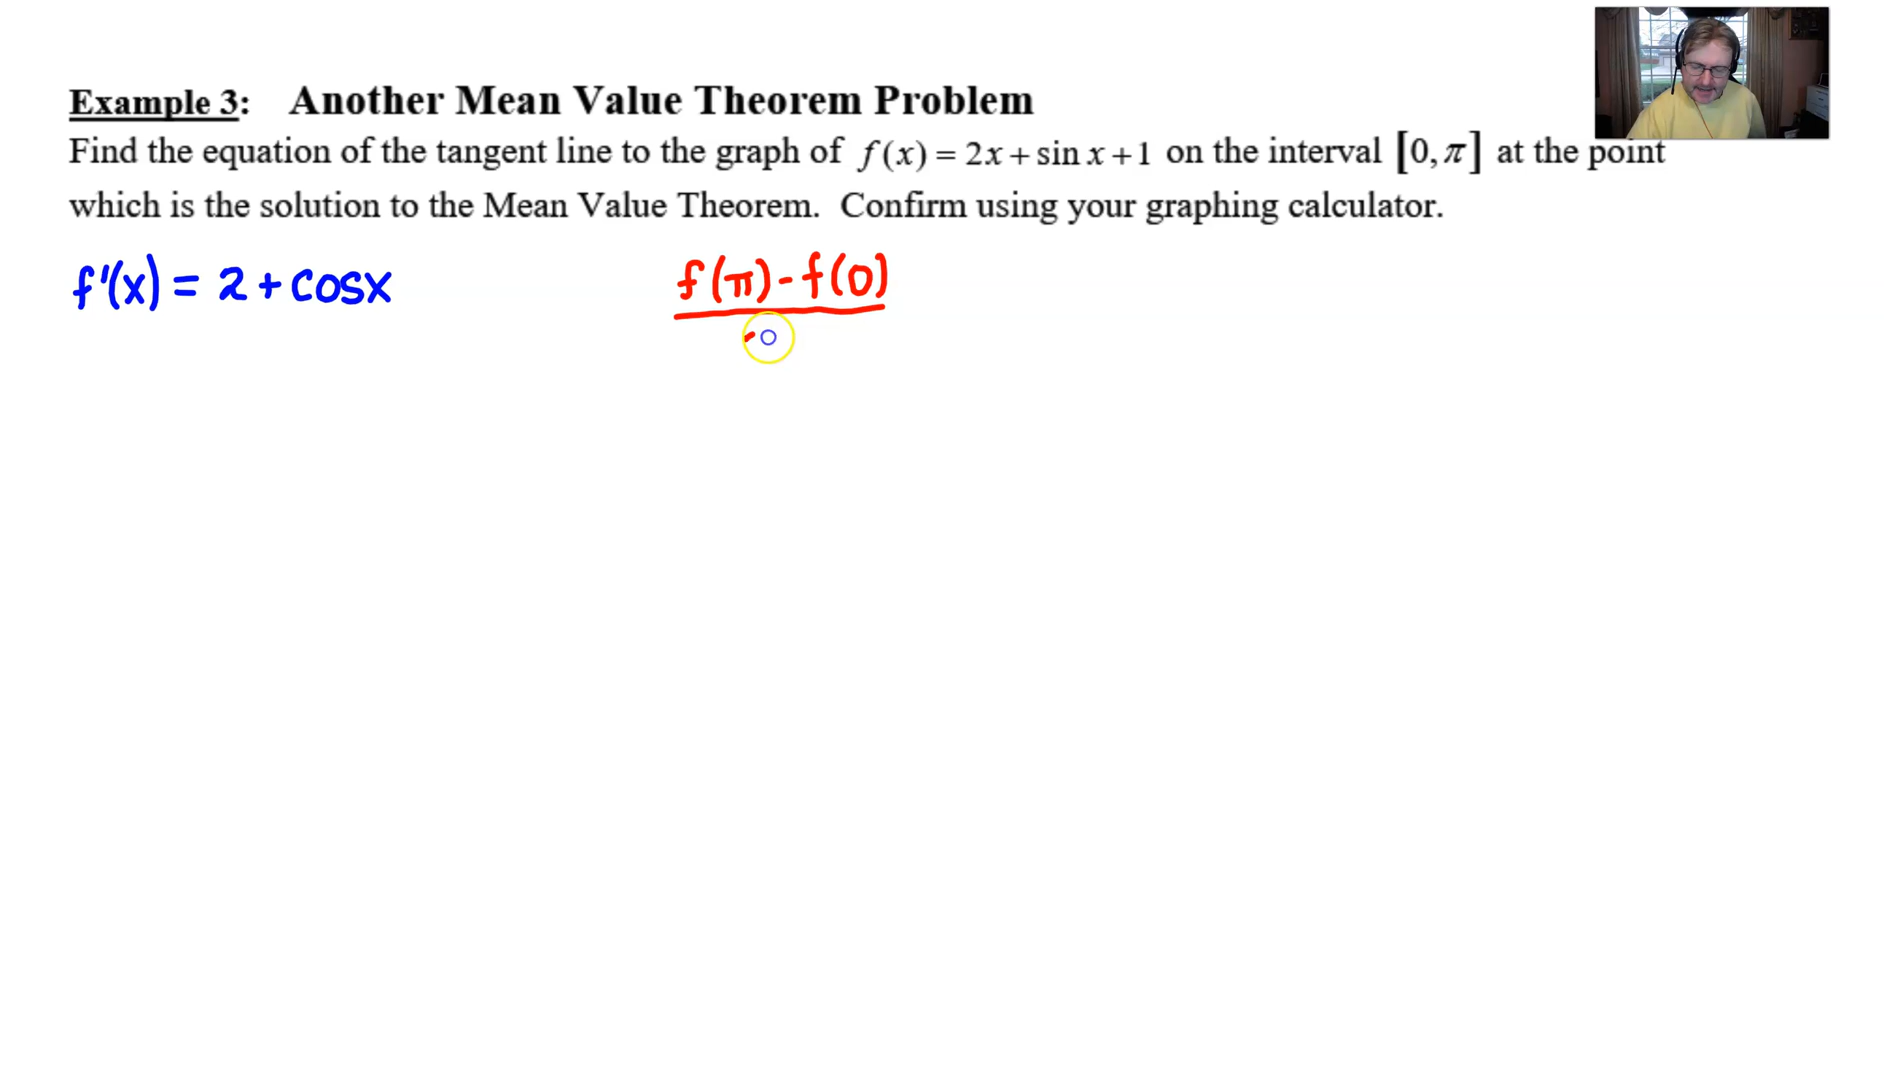 Example 3: Another Mean Value Theorem Problem
Find the equation of the tangent line to the graph of f(x) = 2x + sin x + 1 on the interval [0, π] at the point
which is the solution to the Mean Value Theorem. Confirm using your graphing calculator.
f'(x) = 2 + cosx
f(π) - f(0)